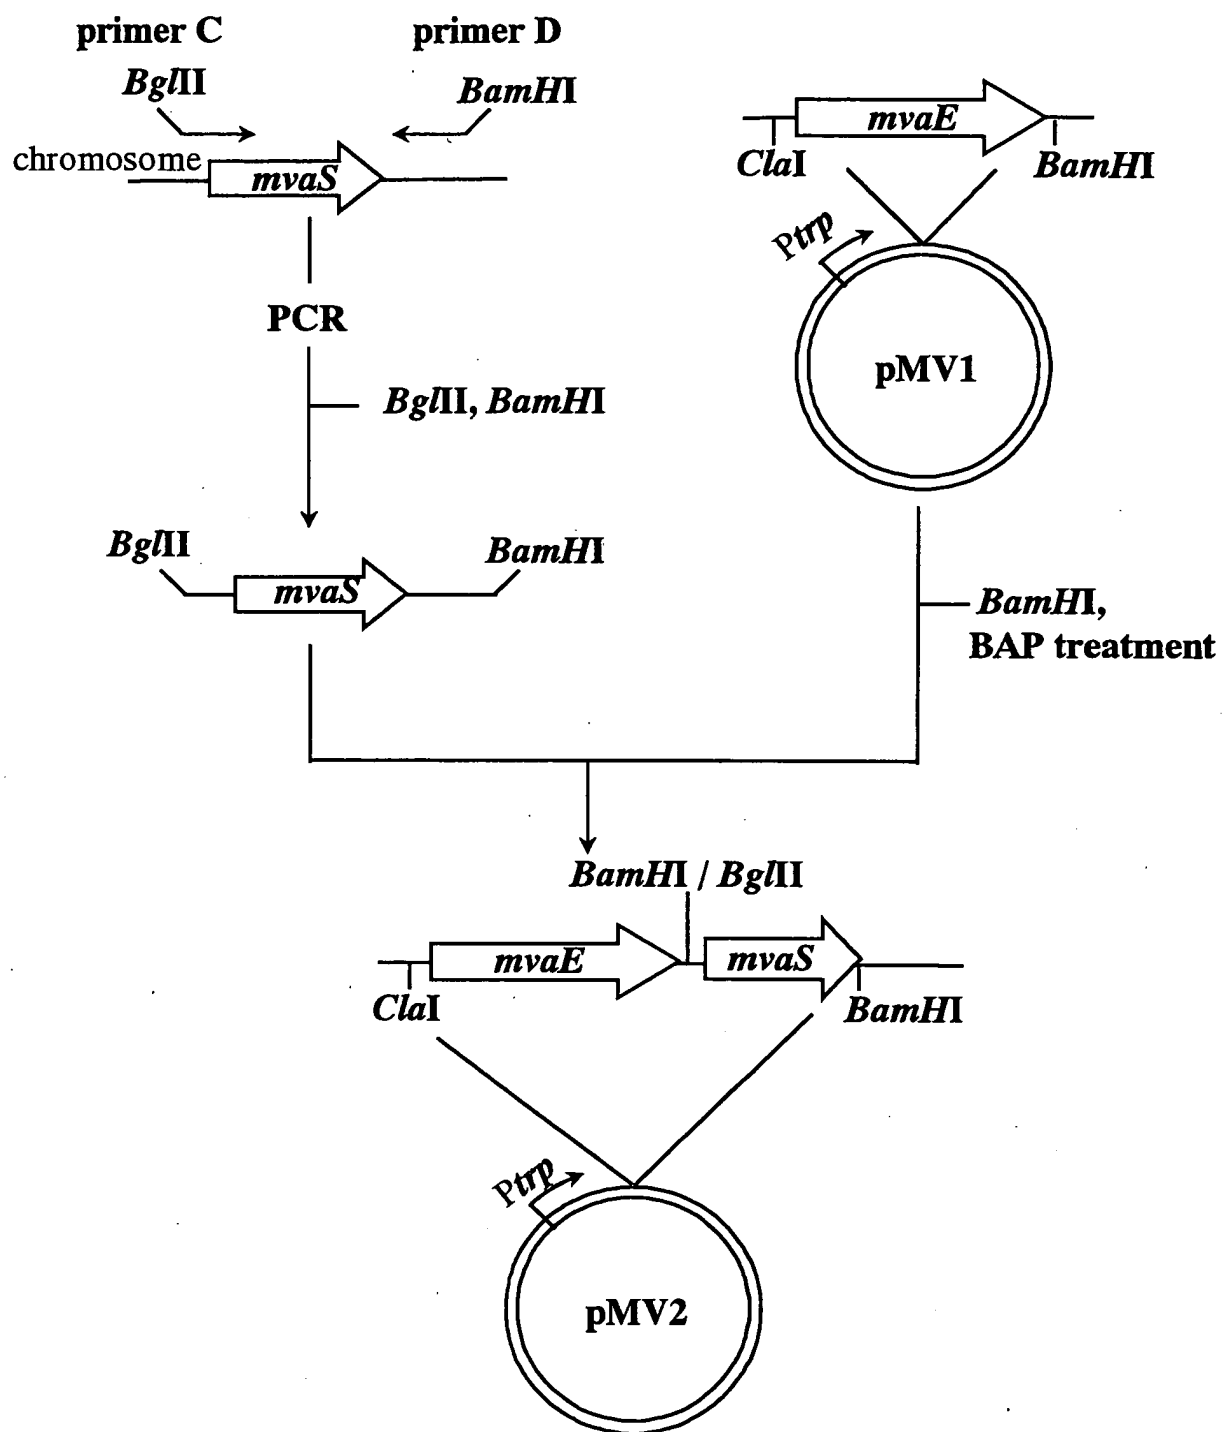 primer C
primer D
BglII
BamHI
chromosome
mvaS
PCR
BglII, BamHI
BglII
BamHI
mvaS
mvaE
ClaI
BamHI
Ptrp
pMV1
BamHI,
BAP treatment
BamHI / BglII
mvaE
mvaS
ClaI
BamHI
Ptrp
pMV2